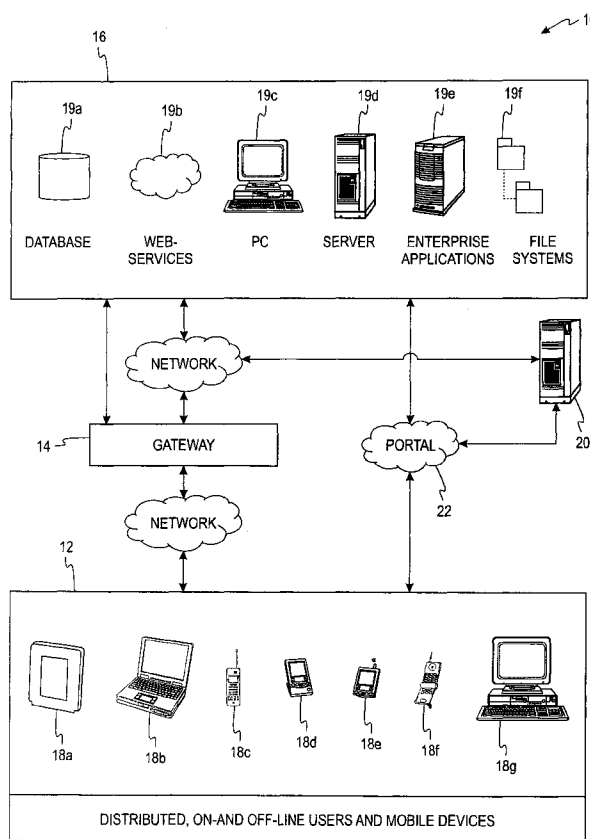 16
19a
19b
19c
19d
19e
19f
DATABASE
WEB-
SERVICES
PC
SERVER
ENTERPRISE
APPLICATIONS
FILE
SYSTEMS
NETWORK
14
GATEWAY
PORTAL
20
22
NETWORK
12
18a
18b
18c
18d
18e
18f
18g
DISTRIBUTED, ON-AND OFF-LINE USERS AND MOBILE DEVICES